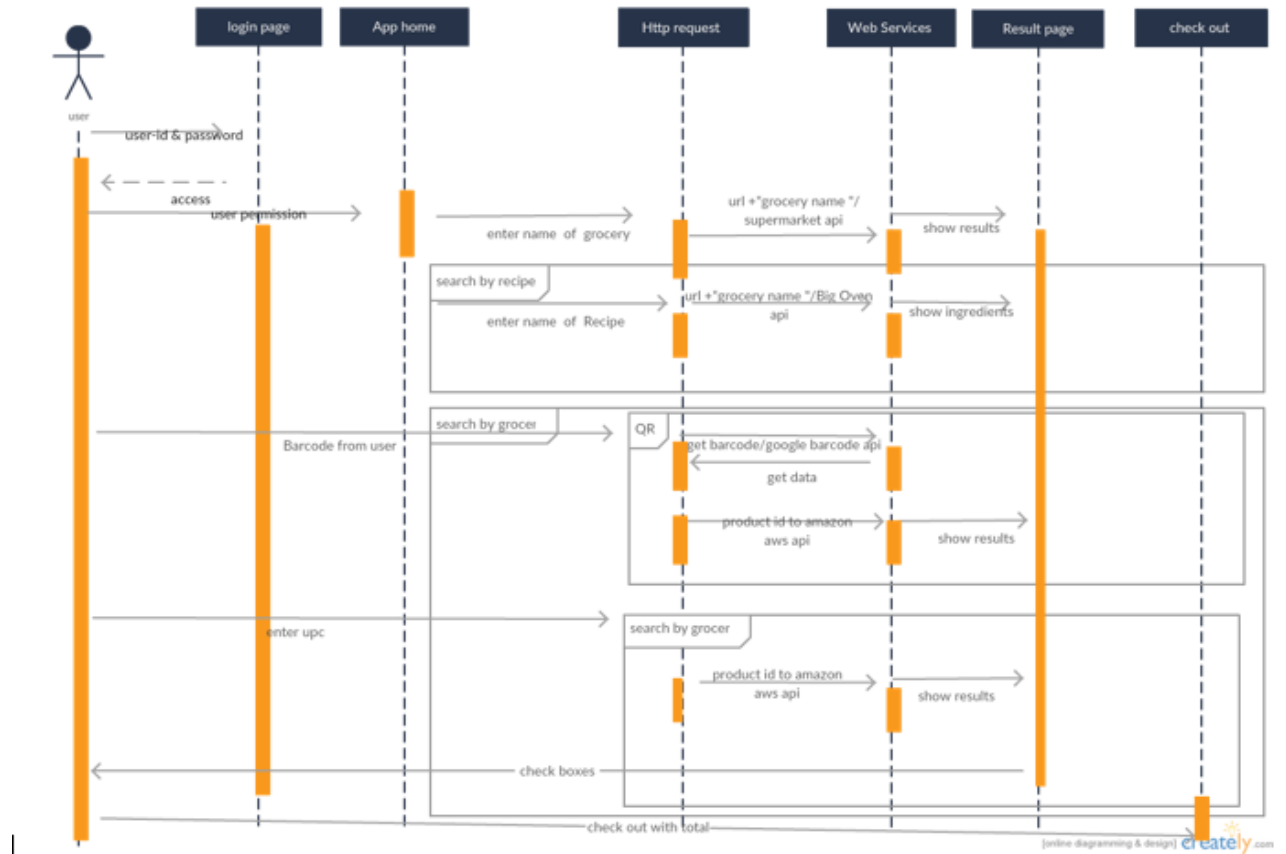 login page
App home
Http request
Web Services
Result page
check out
user
user-id & password
access
user permission
enter name of grocery
url +"grocery name "/
supermarket api
show results
search by recipe
enter name of Recipe
url +"grocery name "/Big Oven
api
show ingredients
search by grocer
QR
Barcode from user
get barcode/google barcode api
get data
product id to amazon
aws api
show results
enter upc
search by grocer
product id to amazon
aws api
show results
check boxes
check out with total
[online diagramming & design] creately.com